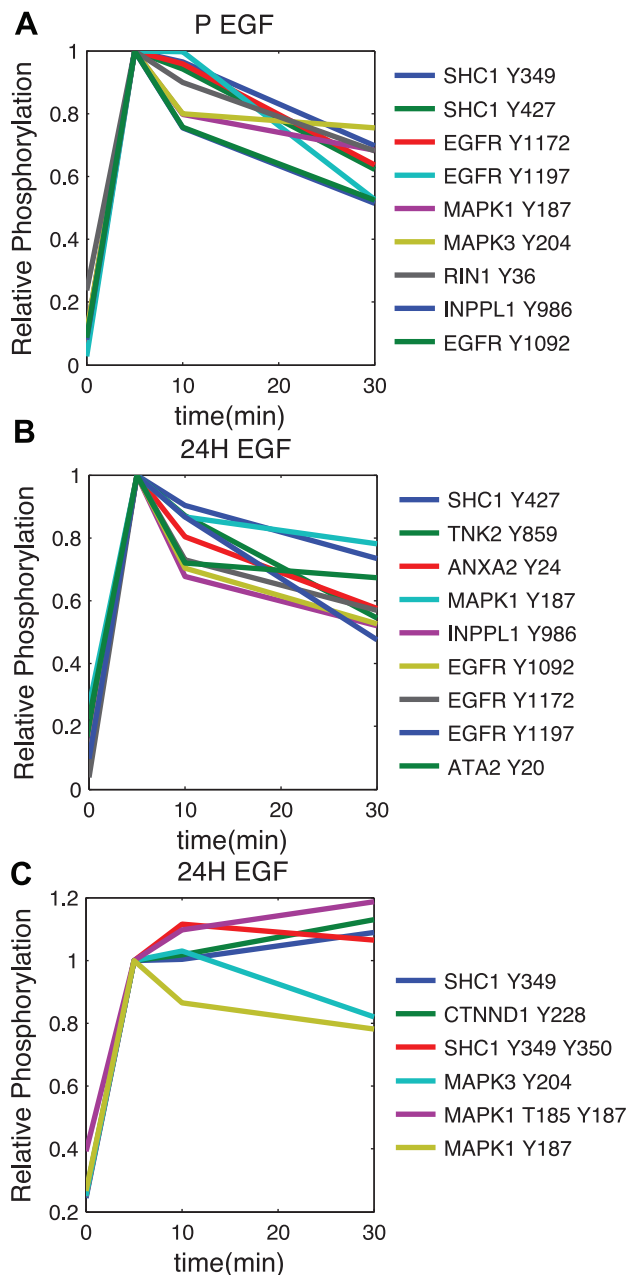 A
P EGF
Relative Phosphorylation
1
0.8
0.6
0.4
0.2
0
0 10 20 30
time(min)
SHC1 Y349
SHC1 Y427
EGFR Y1172
EGFR Y1197
MAPK1 Y187
MAPK3 Y204
RIN1 Y36
INPPL1 Y986
EGFR Y1092
B
24H EGF
Relative Phosphorylation
1
0.8
0.6
0.4
0.2
0
0 10 20 30
time(min)
SHC1 Y427
TNK2 Y859
ANXA2 Y24
MAPK1 Y187
INPPL1 Y986
EGFR Y1092
EGFR Y1172
EGFR Y1197
ATA2 Y20
C
24H EGF
Relative Phosphorylation
1.2
1
0.8
0.6
0.4
0.2
0 10 20 30
time(min)
SHC1 Y349
CTNND1 Y228
SHC1 Y349 Y350
MAPK3 Y204
MAPK1 T185 Y187
MAPK1 Y187